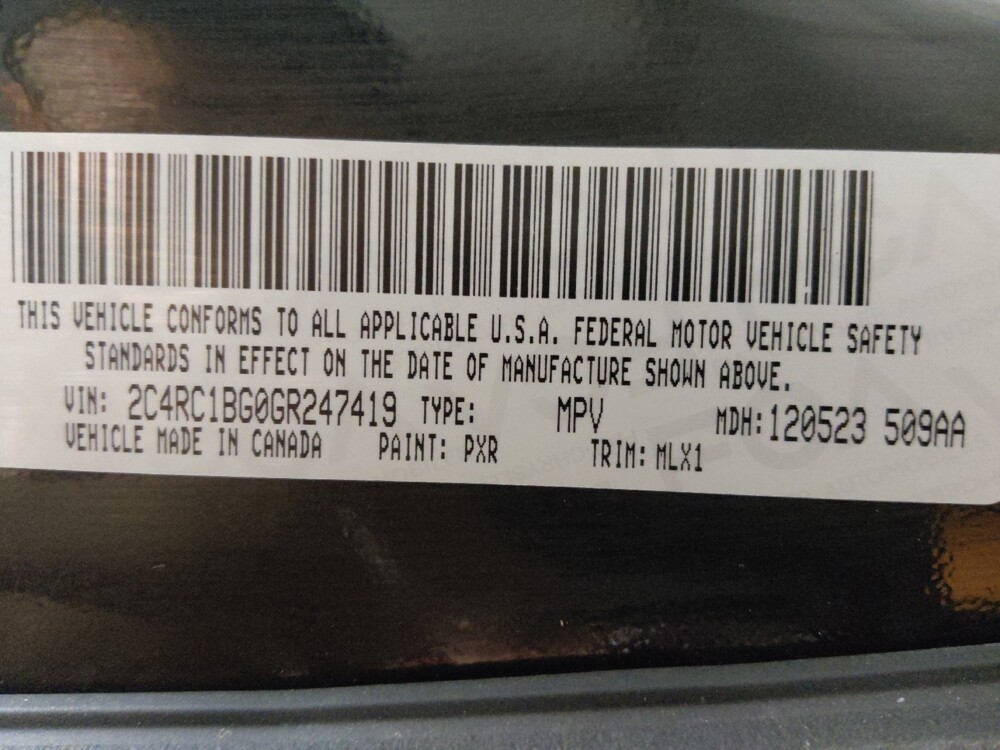 THIS VEHICLE CONFORMS TO ALL APPLICABLE U.S.A. FEDERAL MOTOR VEHICLE SAFETY
STANDARDS IN EFFECT ON THE DATE OF MANUFACTURE SHOWN ABOVE.
VIN: 2C4RC1BG0GR247419 TYPE: MPV MDH: 120523 509AA
VEHICLE MADE IN CANADA PAINT: PXR TRIM: MLX1